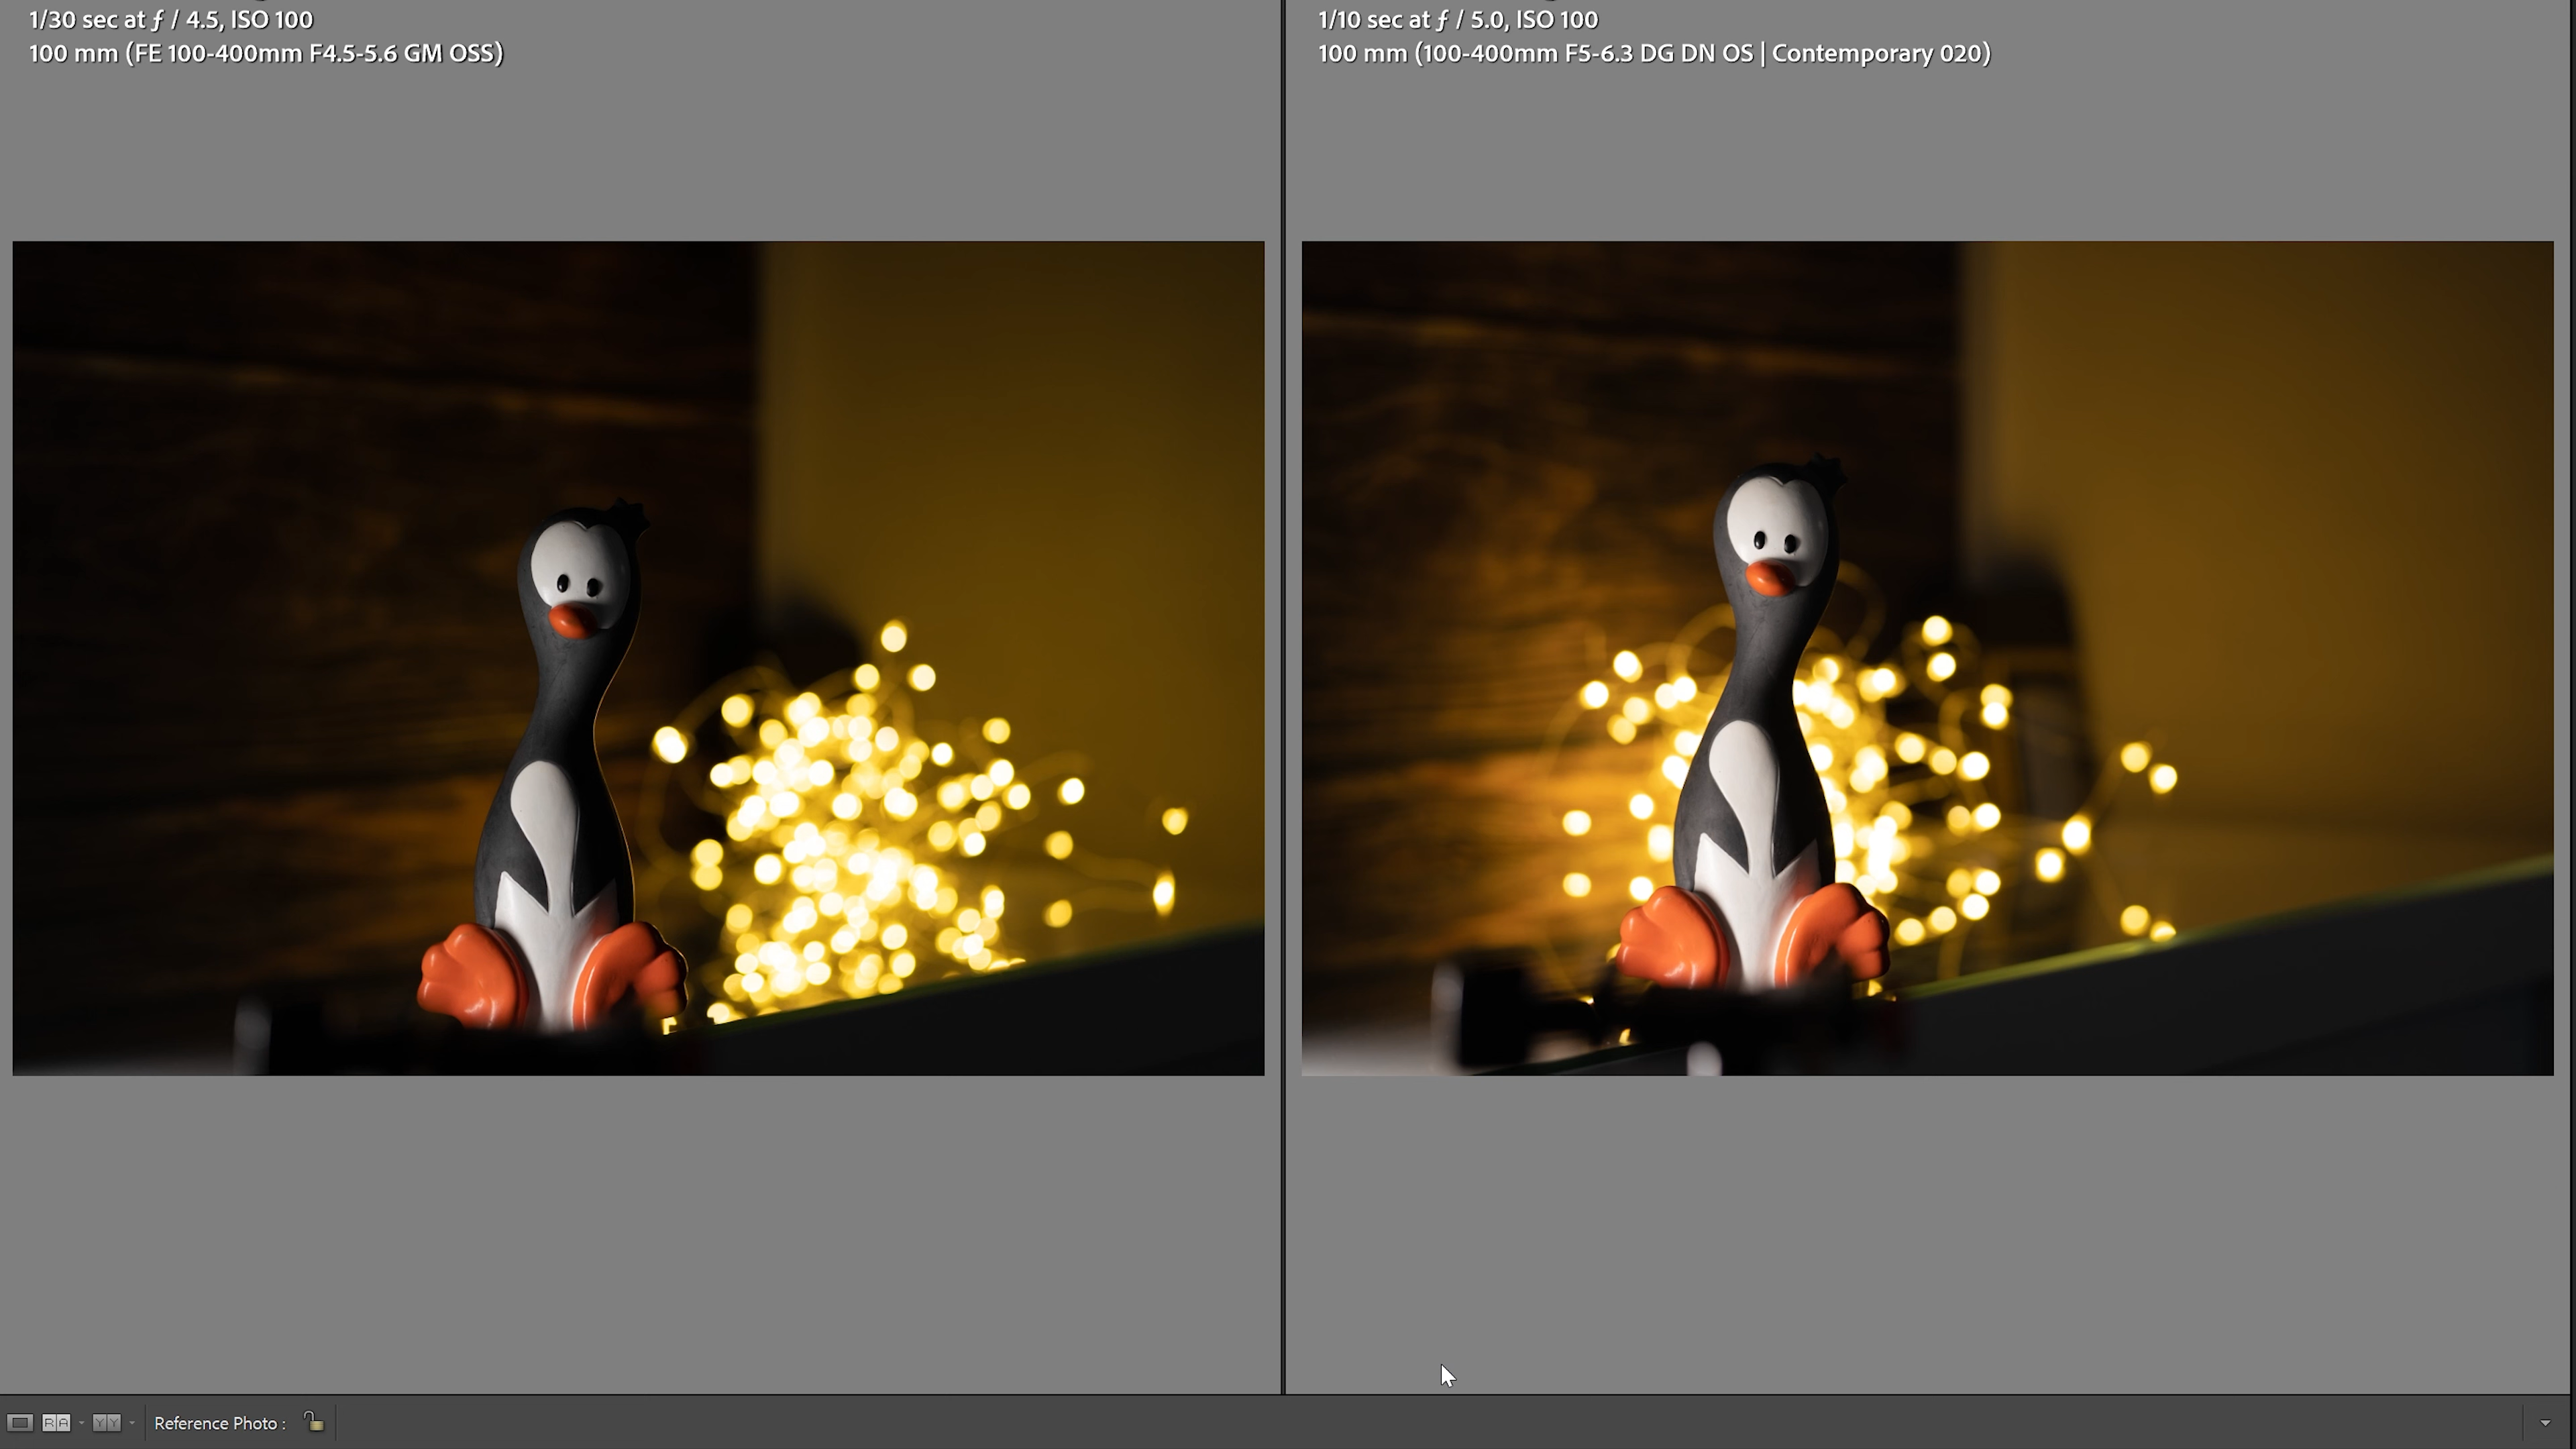 1/30 sec at ƒ / 4.5, ISO 100
100 mm (FE 100-400mm F4.5-5.6 GM OSS)
1/10 sec at ƒ / 5.0, ISO 100
100 mm (100-400mm F5-6.3 DG DN OS | Contemporary 020)
R A Y Y Reference Photo :